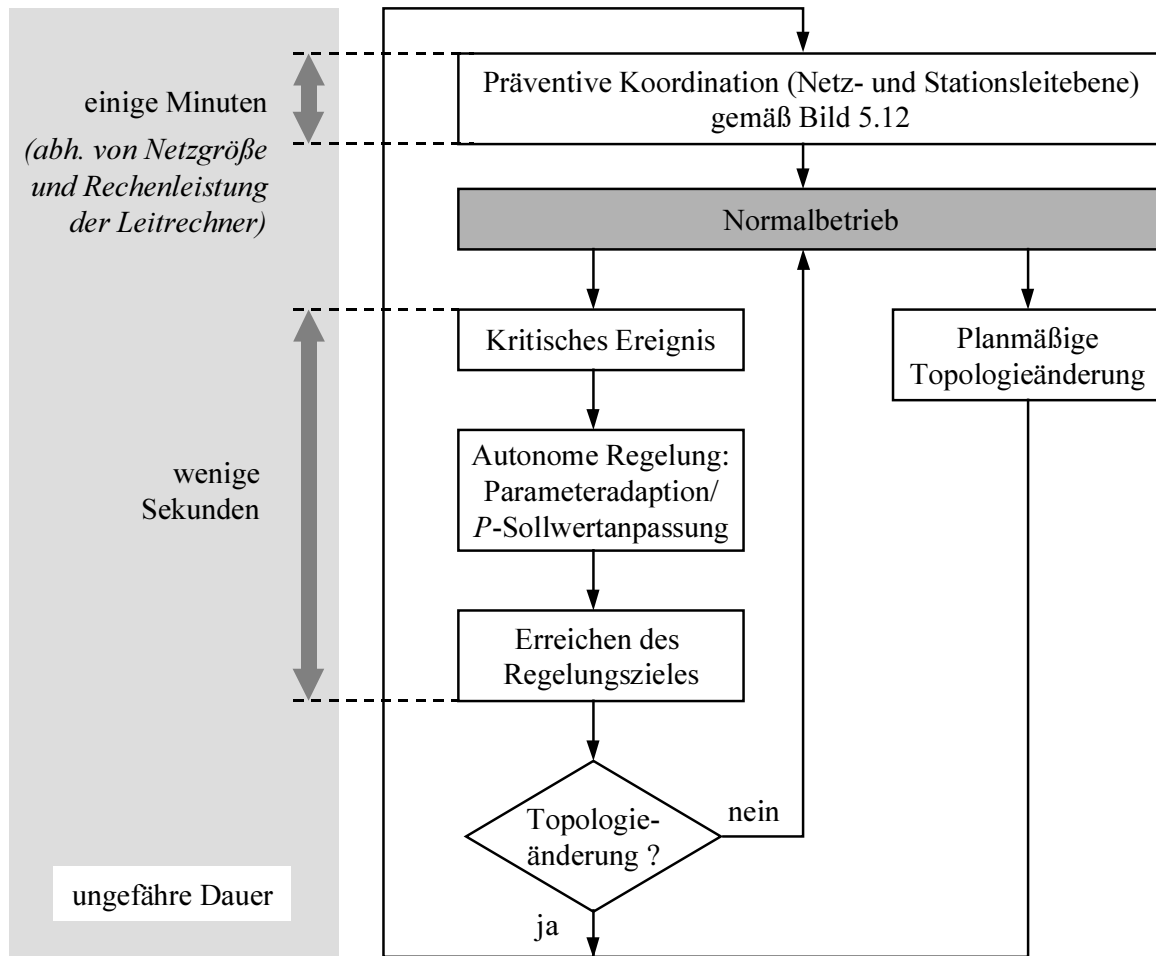 einige Minuten
(abh. von Netzgröße
und Rechenleistung
der Leitrechner)
Präventive Koordination (Netz- und Stationsleitebene)
gemäß Bild 5.12
Normalbetrieb
Kritisches Ereignis
Planmäßige
Topologieänderung
wenige
Sekunden
Autonome Regelung:
Parameteradaption/
P-Sollwertanpassung
Erreichen des
Regelungszieles
Topologie-
änderung ?
nein
ja
ungefähre Dauer